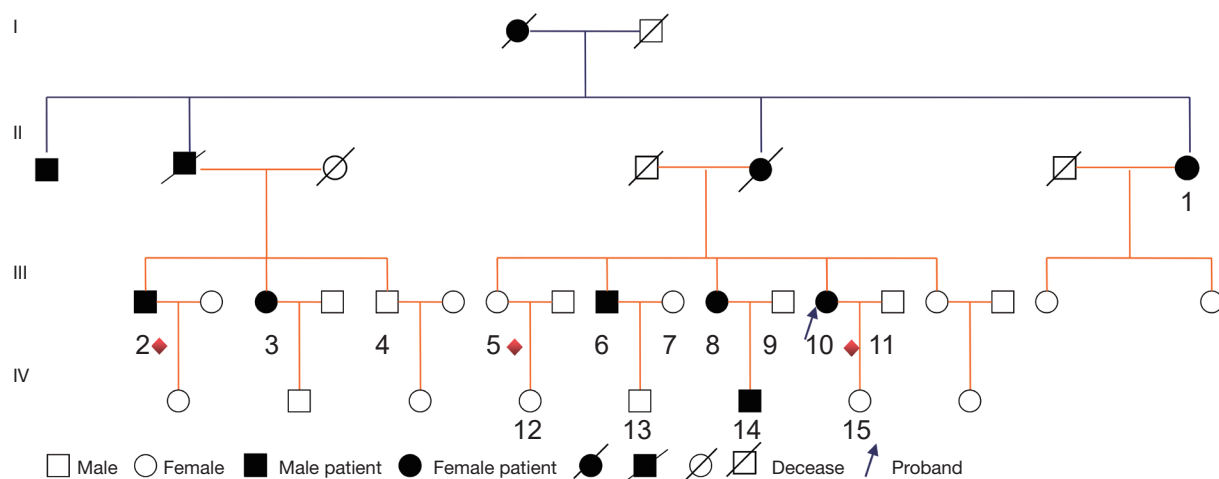 I
II
1
III
2 3 4 5 6 7 8 9 10 11
IV
12 13 14 15
Male Female Male patient Female patient Decease Proband